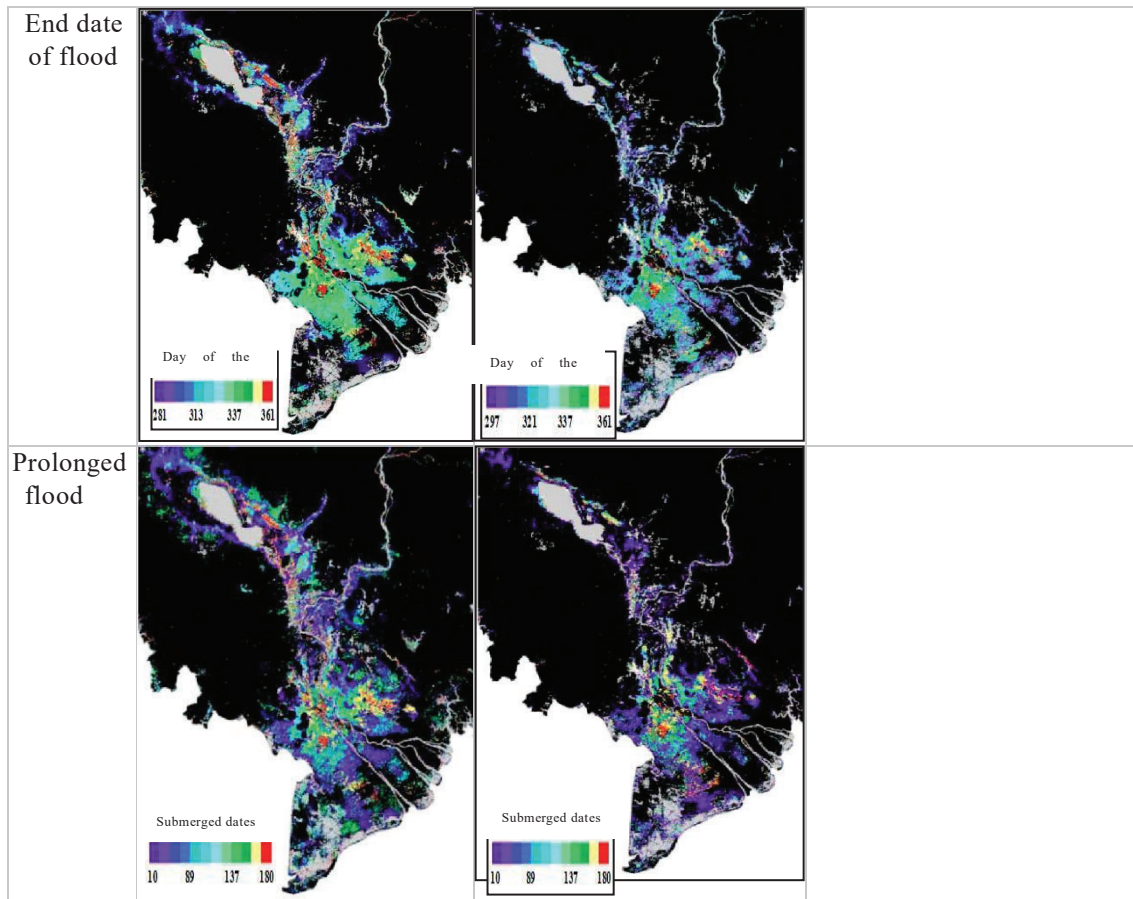 End date
of flood
Day of the
281 313 337 361
Day of the
297 321 337 361
Prolonged
flood
Submerged dates
10 89 137 180
Submerged dates
10 89 137 180